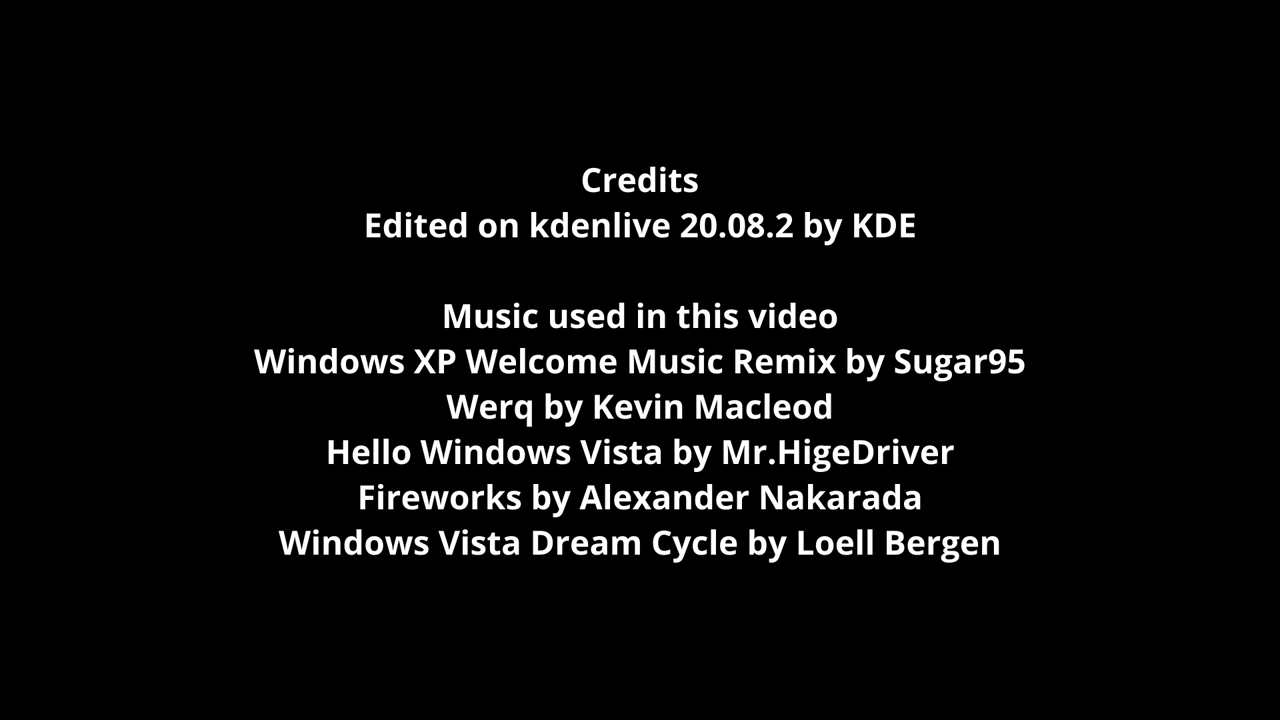 Credits
Edited on kdenlive 20.08.2 by KDE
Music used in this video
Windows XP Welcome Music Remix by Sugar95
Werq by Kevin Macleod
Hello Windows Vista by Mr.HigeDriver
Fireworks by Alexander Nakarada
Windows Vista Dream Cycle by Loell Bergen